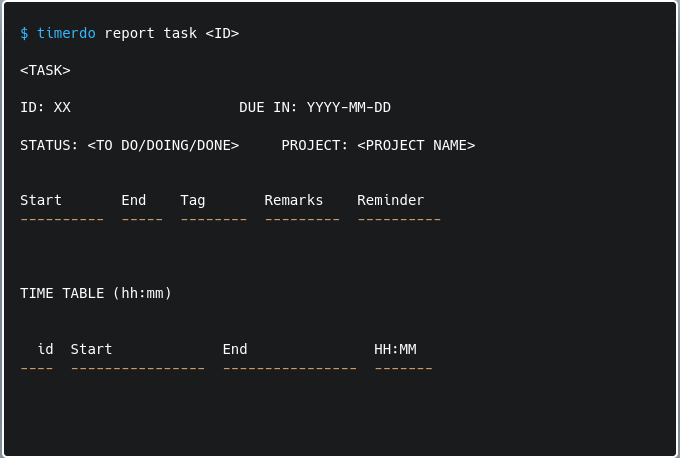 $ timerdo report task <ID>
<TASK>
ID: XX                    DUE IN: YYYY-MM-DD
STATUS: <TO DO/DOING/DONE>     PROJECT: <PROJECT NAME>
Start       End    Tag       Remarks    Reminder
----------  -----  --------  ---------  ----------
TIME TABLE (hh:mm)
  id  Start             End               HH:MM
----  ----------------  ----------------  -------